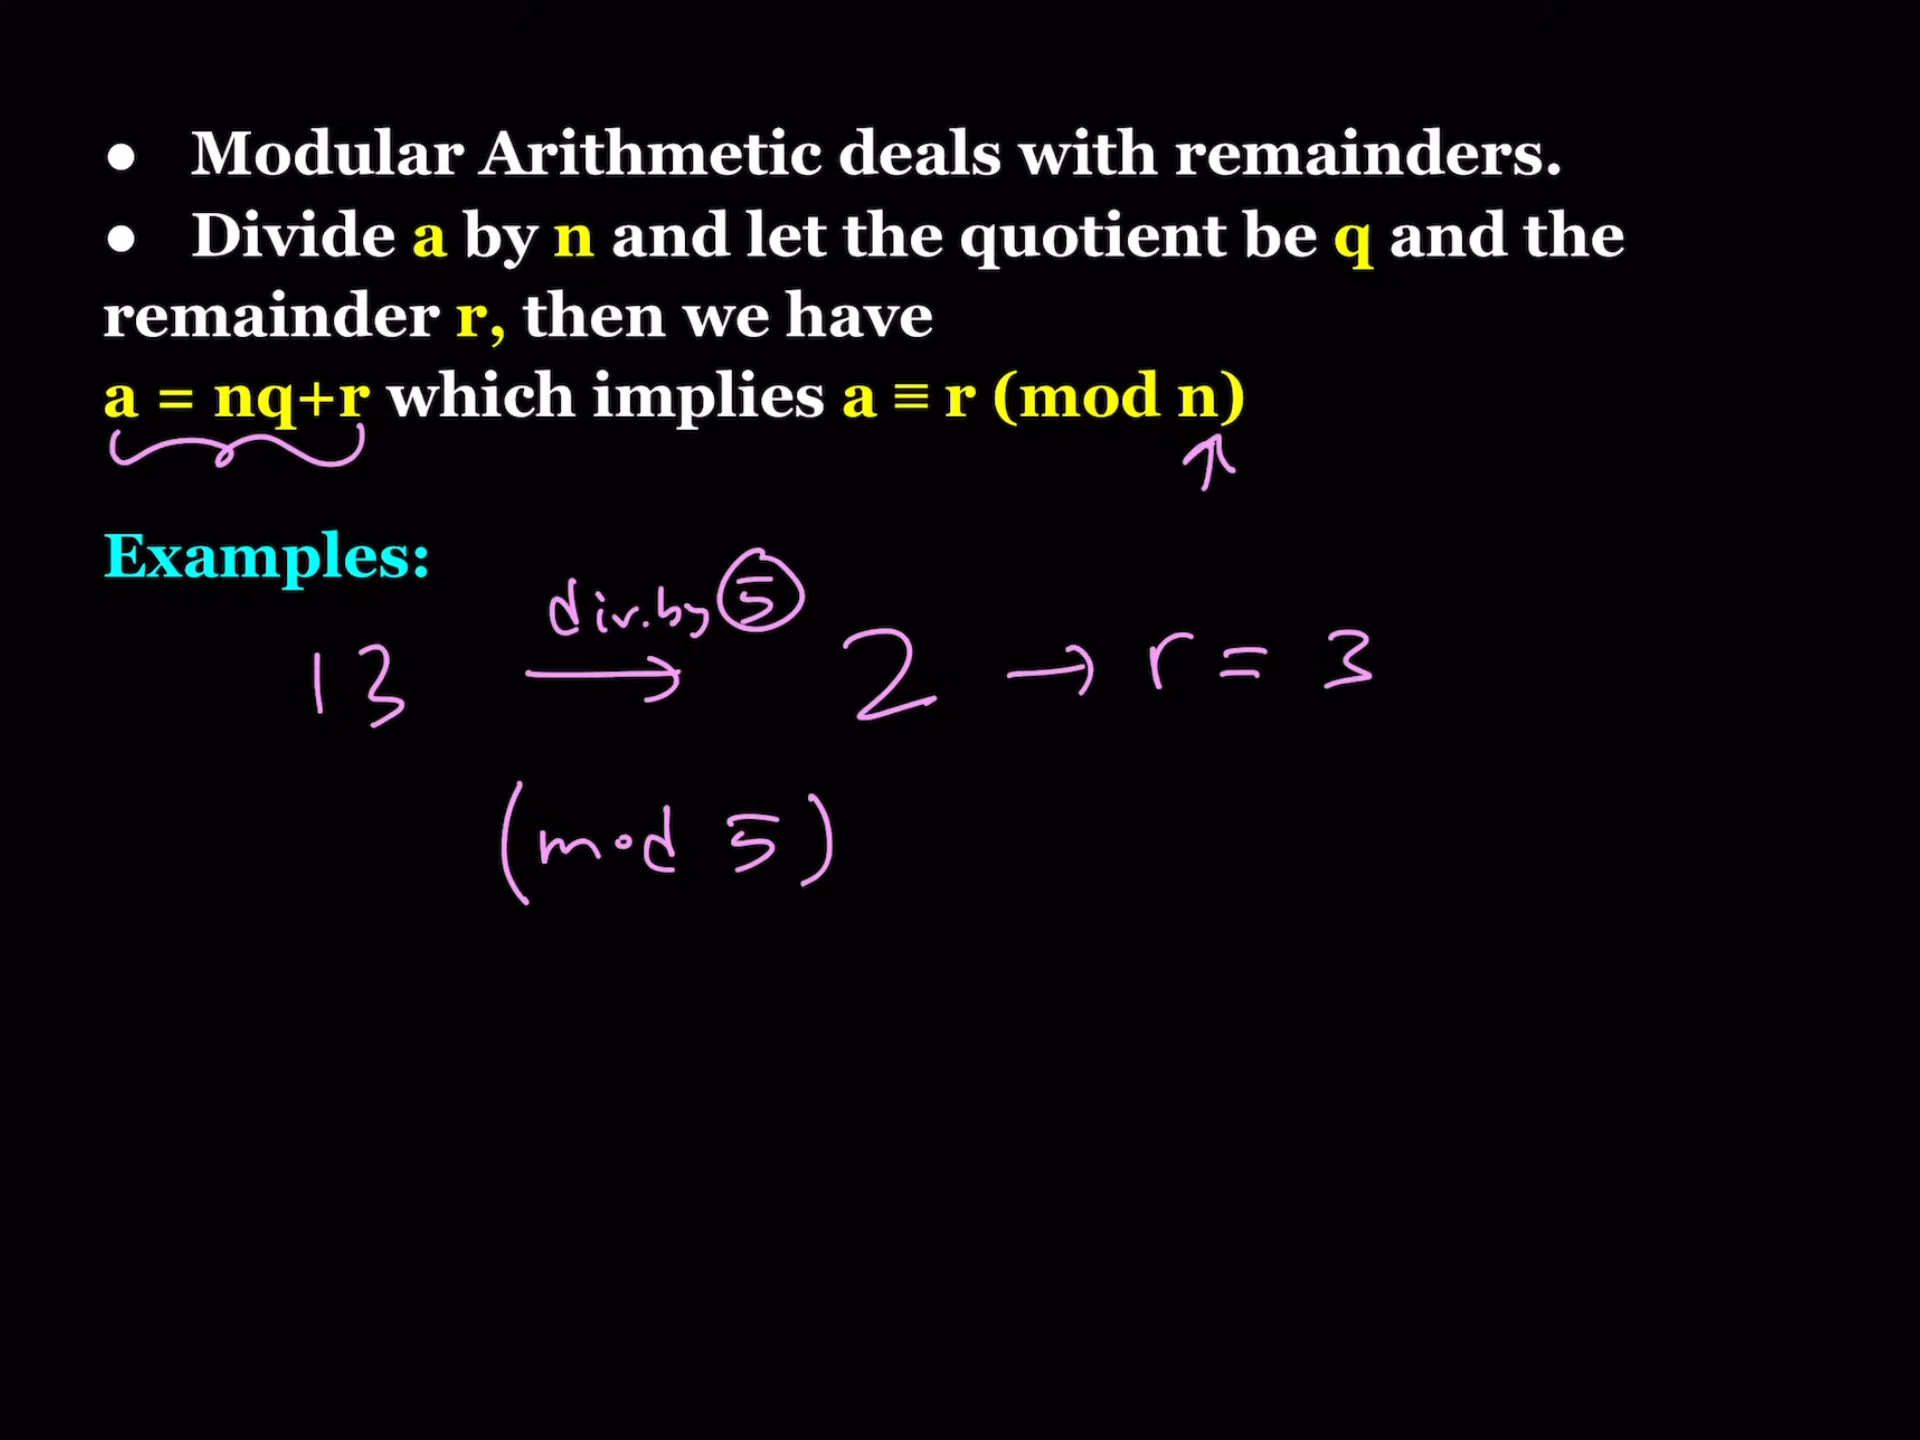 ● Modular Arithmetic deals with remainders.
● Divide a by n and let the quotient be q and the
remainder r, then we have
a = nq+r which implies a ≡ r (mod n)
Examples:
div.by 5
13 → 2 → r = 3
(mod 5)